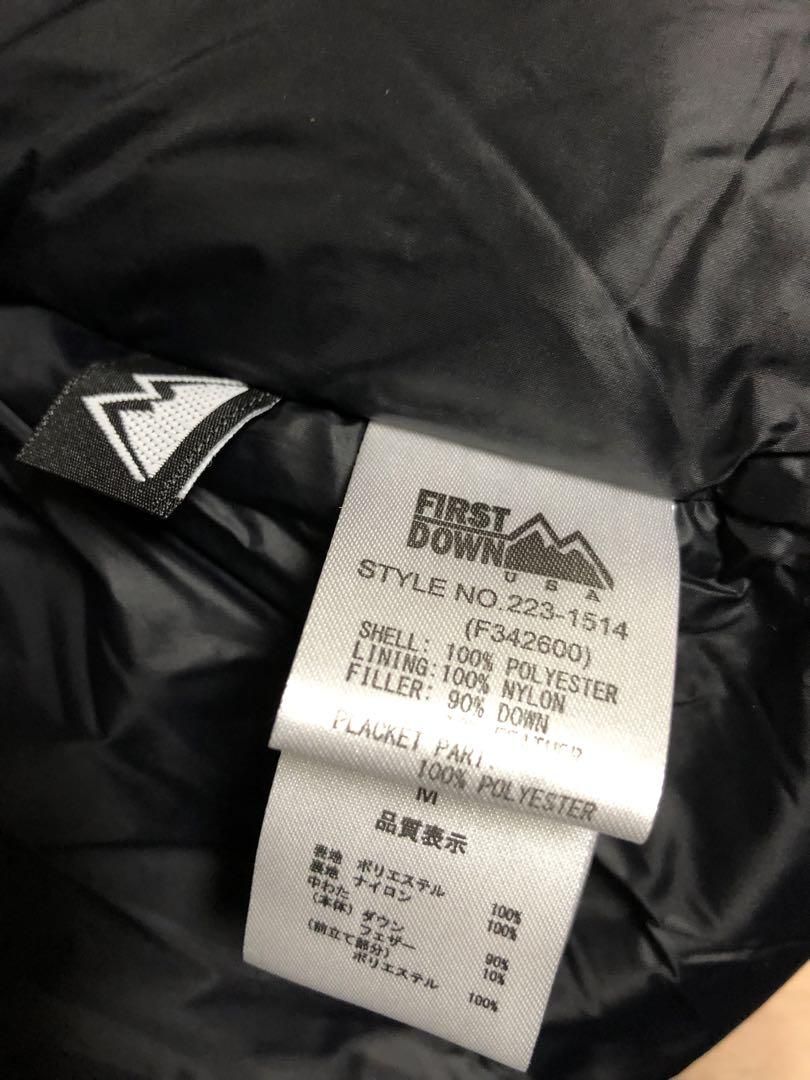 FIRST
DOWN
USA
STYLE NO.223-1514
(F342600)
SHELL: 100% POLYESTER
LINING:100% NYLON
FILLER: 90% DOWN
PLACKET PART:
100% POLYESTER
M
品質表示
表地 ポリエステル 100%
裏地 ナイロン 100%
中わた
(本体) ダウン 90%
フェザー 10%
(前立て部分)
ポリエステル 100%